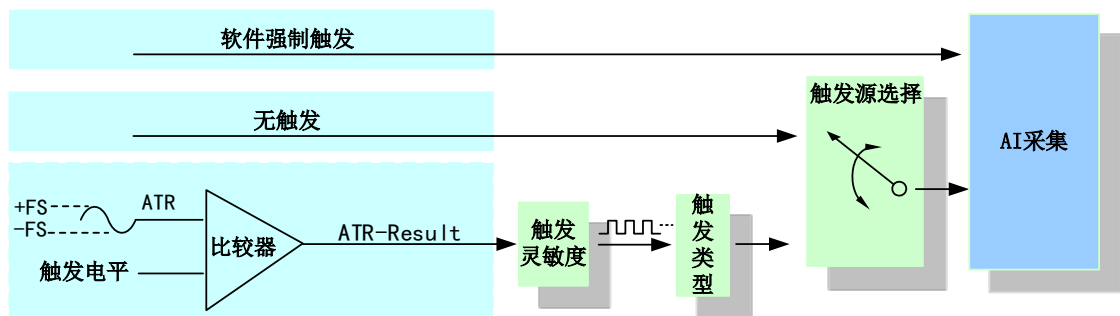 软件强制触发
无触发
触发源选择
AI采集
+FS
-FS
ATR
触发电平
比较器
ATR-Result
触发
灵敏度
触
发
类
型